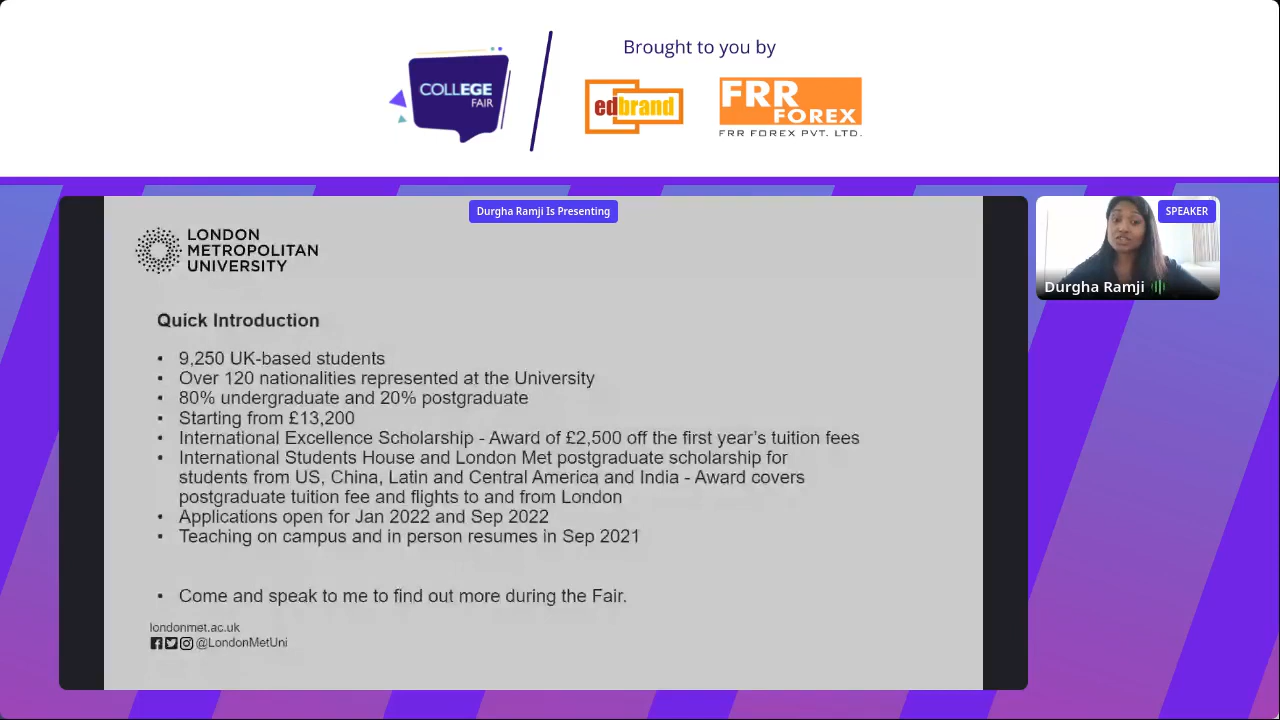 COLLEGE
FAIR
Brought to you by
edbrand
FRR
FOREX
FRR FOREX PVT. LTD.
Durgha Ramji Is Presenting
SPEAKER
Durgha Ramji
LONDON
METROPOLITAN
UNIVERSITY
Quick Introduction
• 9,250 UK-based students
• Over 120 nationalities represented at the University
• 80% undergraduate and 20% postgraduate
• Starting from £13,200
• International Excellence Scholarship - Award of £2,500 off the first year's tuition fees
• International Students House and London Met postgraduate scholarship for
students from US, China, Latin and Central America and India - Award covers
postgraduate tuition fee and flights to and from London
• Applications open for Jan 2022 and Sep 2022
• Teaching on campus and in person resumes in Sep 2021
• Come and speak to me to find out more during the Fair.
londonmet.ac.uk
@LondonMetUni